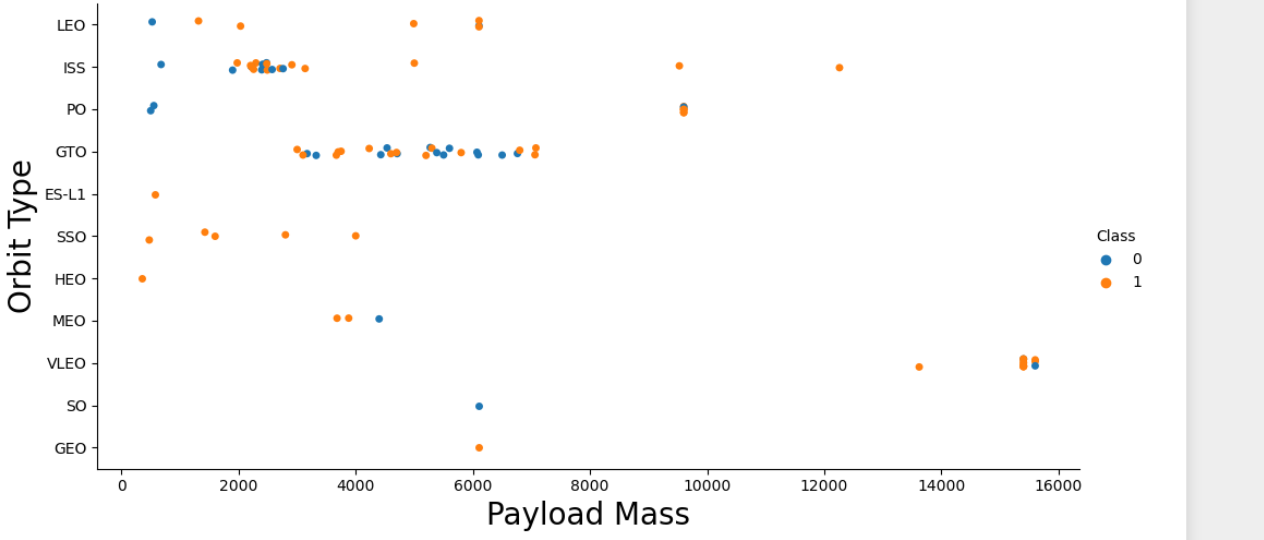 LEO
ISS
PO
GTO
ES-L1
SSO
HEO
MEO
VLEO
SO
GEO
Orbit Type
0 2000 4000 6000 8000 10000 12000 14000 16000
Payload Mass
Class
0
1